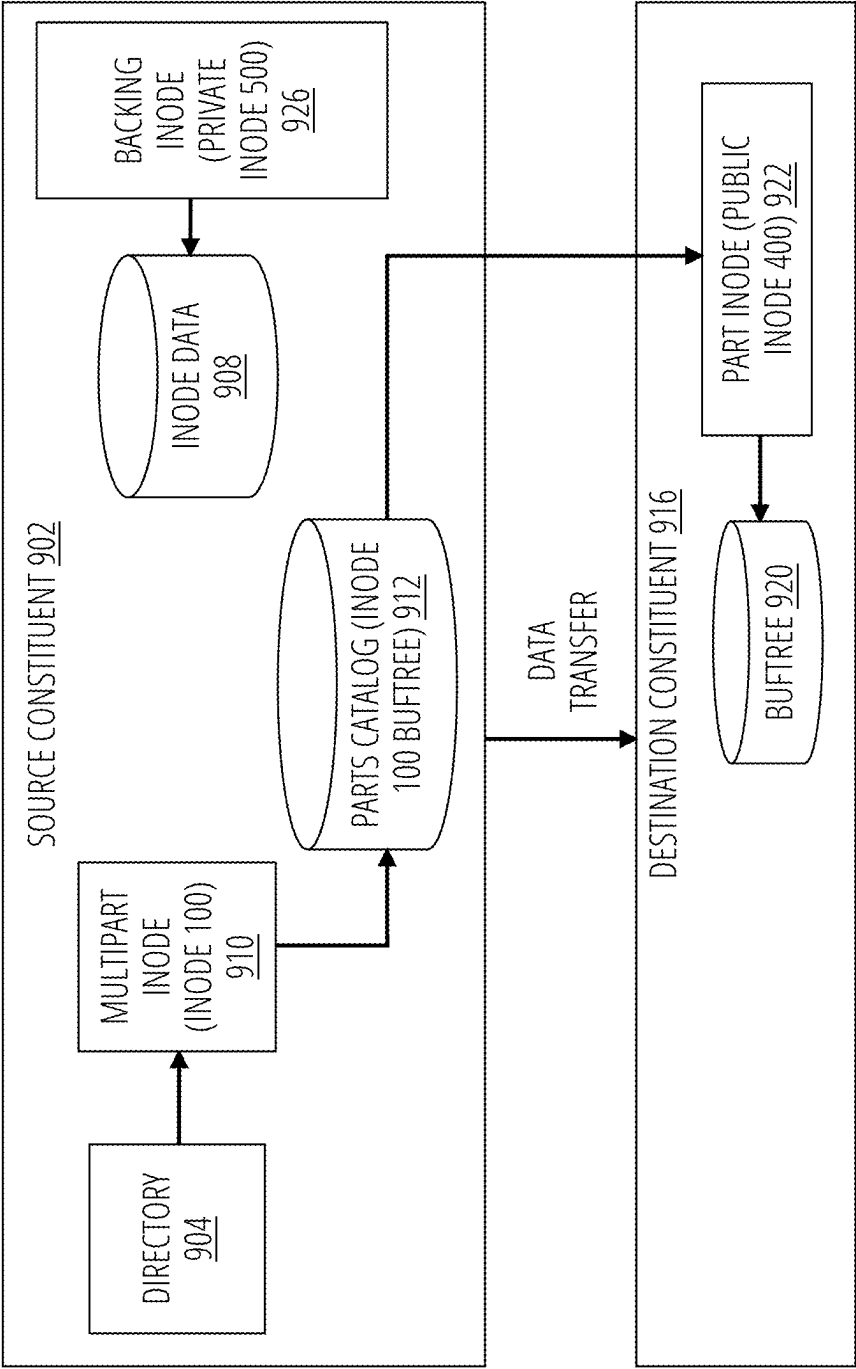 SOURCE CONSTITUENT 902
DIRECTORY
904
MULTIPART
INODE
(INODE 100)
910
PARTS CATALOG (INODE
100 BUFTREE) 912
INODE DATA
908
BACKING
INODE
(PRIVATE
INODE 500)
926
DATA
TRANSFER
DESTINATION CONSTITUENT 916
BUFTREE 920
PART INODE (PUBLIC
INODE 400) 922